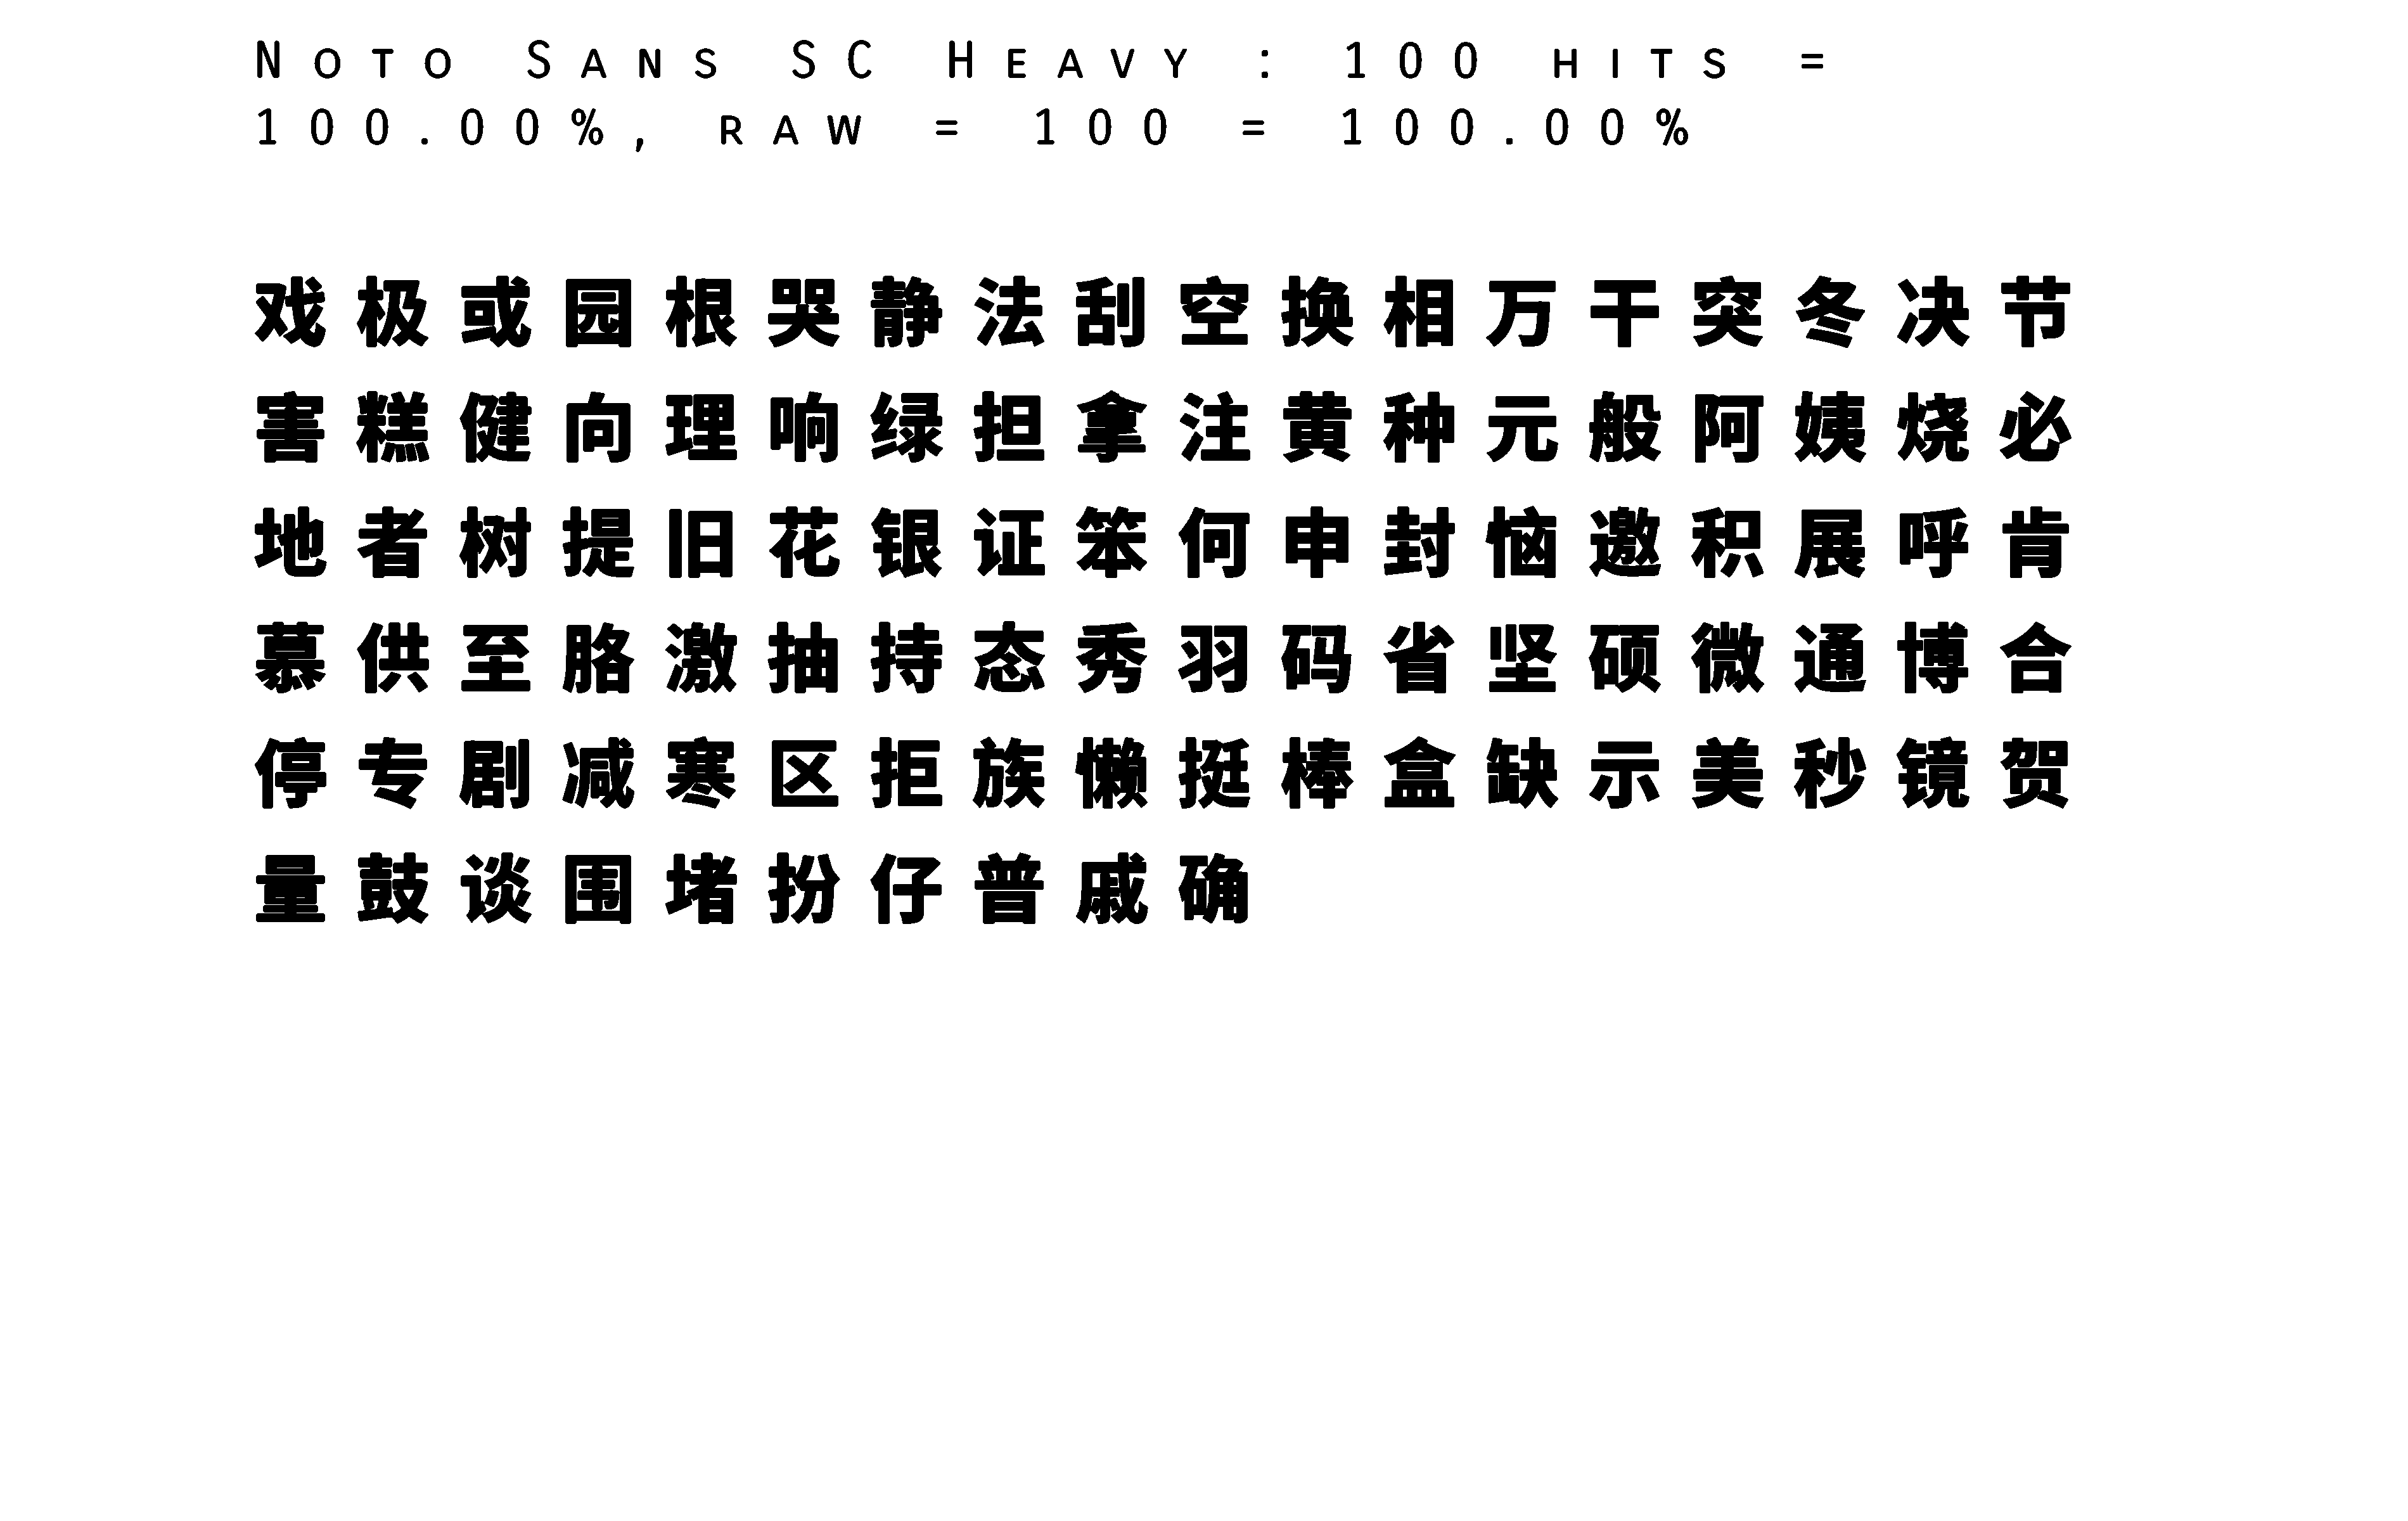 Noto Sans SC Heavy : 100 hits =
100.00%, raw = 100 = 100.00%
戏极或园根哭静法刮空换相万干突冬决节
害糕健向理响绿担拿注黄种元般阿姨烧必
地者树提旧花银证笨何申封恼邀积展呼肯
慕供至胳激抽持态秀羽码省坚硕微通博合
停专剧减寒区拒族懒挺棒盒缺示美秒镜贺
量鼓谈围堵扮仔普戚确